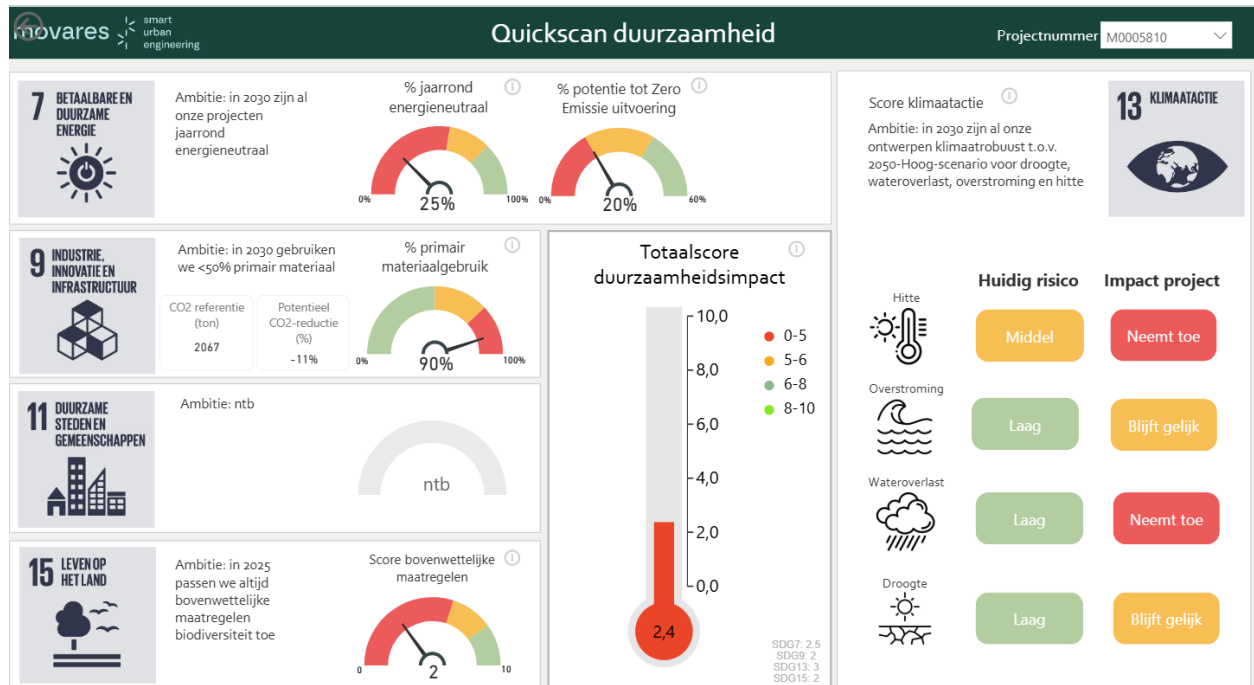 movares
smart
urban
engineering
Quickscan duurzaamheid
Projectnummer
M0005810
7 BETAALBARE EN
DUURZAME
ENERGIE
Ambitie: in 2030 zijn al
onze projecten
jaarrond
energieneutraal
% jaarrond
energieneutraal
0%
25%
100%
% potentie tot Zero
Emissie uitvoering
0%
20%
60%
9 INDUSTRIE,
INNOVATIE EN
INFRASTRUCTUUR
Ambitie: in 2030 gebruiken
we <50% primair materiaal
CO2 referentie
(ton)
2067
Potentieel
CO2-reductie
(%)
-11%
% primair
materiaalgebruik
0%
90%
100%
11 DUURZAME
STEDEN EN
GEMEENSCHAPPEN
Ambitie: ntb
ntb
15 LEVEN OP
HET LAND
Ambitie: in 2025
passen we altijd
bovenwettelijke
maatregelen
biodiversiteit toe
Score bovenwettelijke
maatregelen
0
2
10
Totaalscore
duurzaamheidsimpact
10,0
8,0
6,0
4,0
2,0
0,0
2,4
0-5
5-6
6-8
8-10
SDG7: 2.5
SDG9: 2
SDG13: 3
SDG15: 2
Score klimaatactie
Ambitie: in 2030 zijn al onze
ontwerpen klimaatrobuust t.o.v.
2050-Hoog-scenario voor droogte,
wateroverlast, overstroming en hitte
13 KLIMAATACTIE
Huidig risico
Impact project
Hitte
Middel
Neemt toe
Overstroming
Laag
Blijft gelijk
Wateroverlast
Laag
Neemt toe
Droogte
Laag
Blijft gelijk